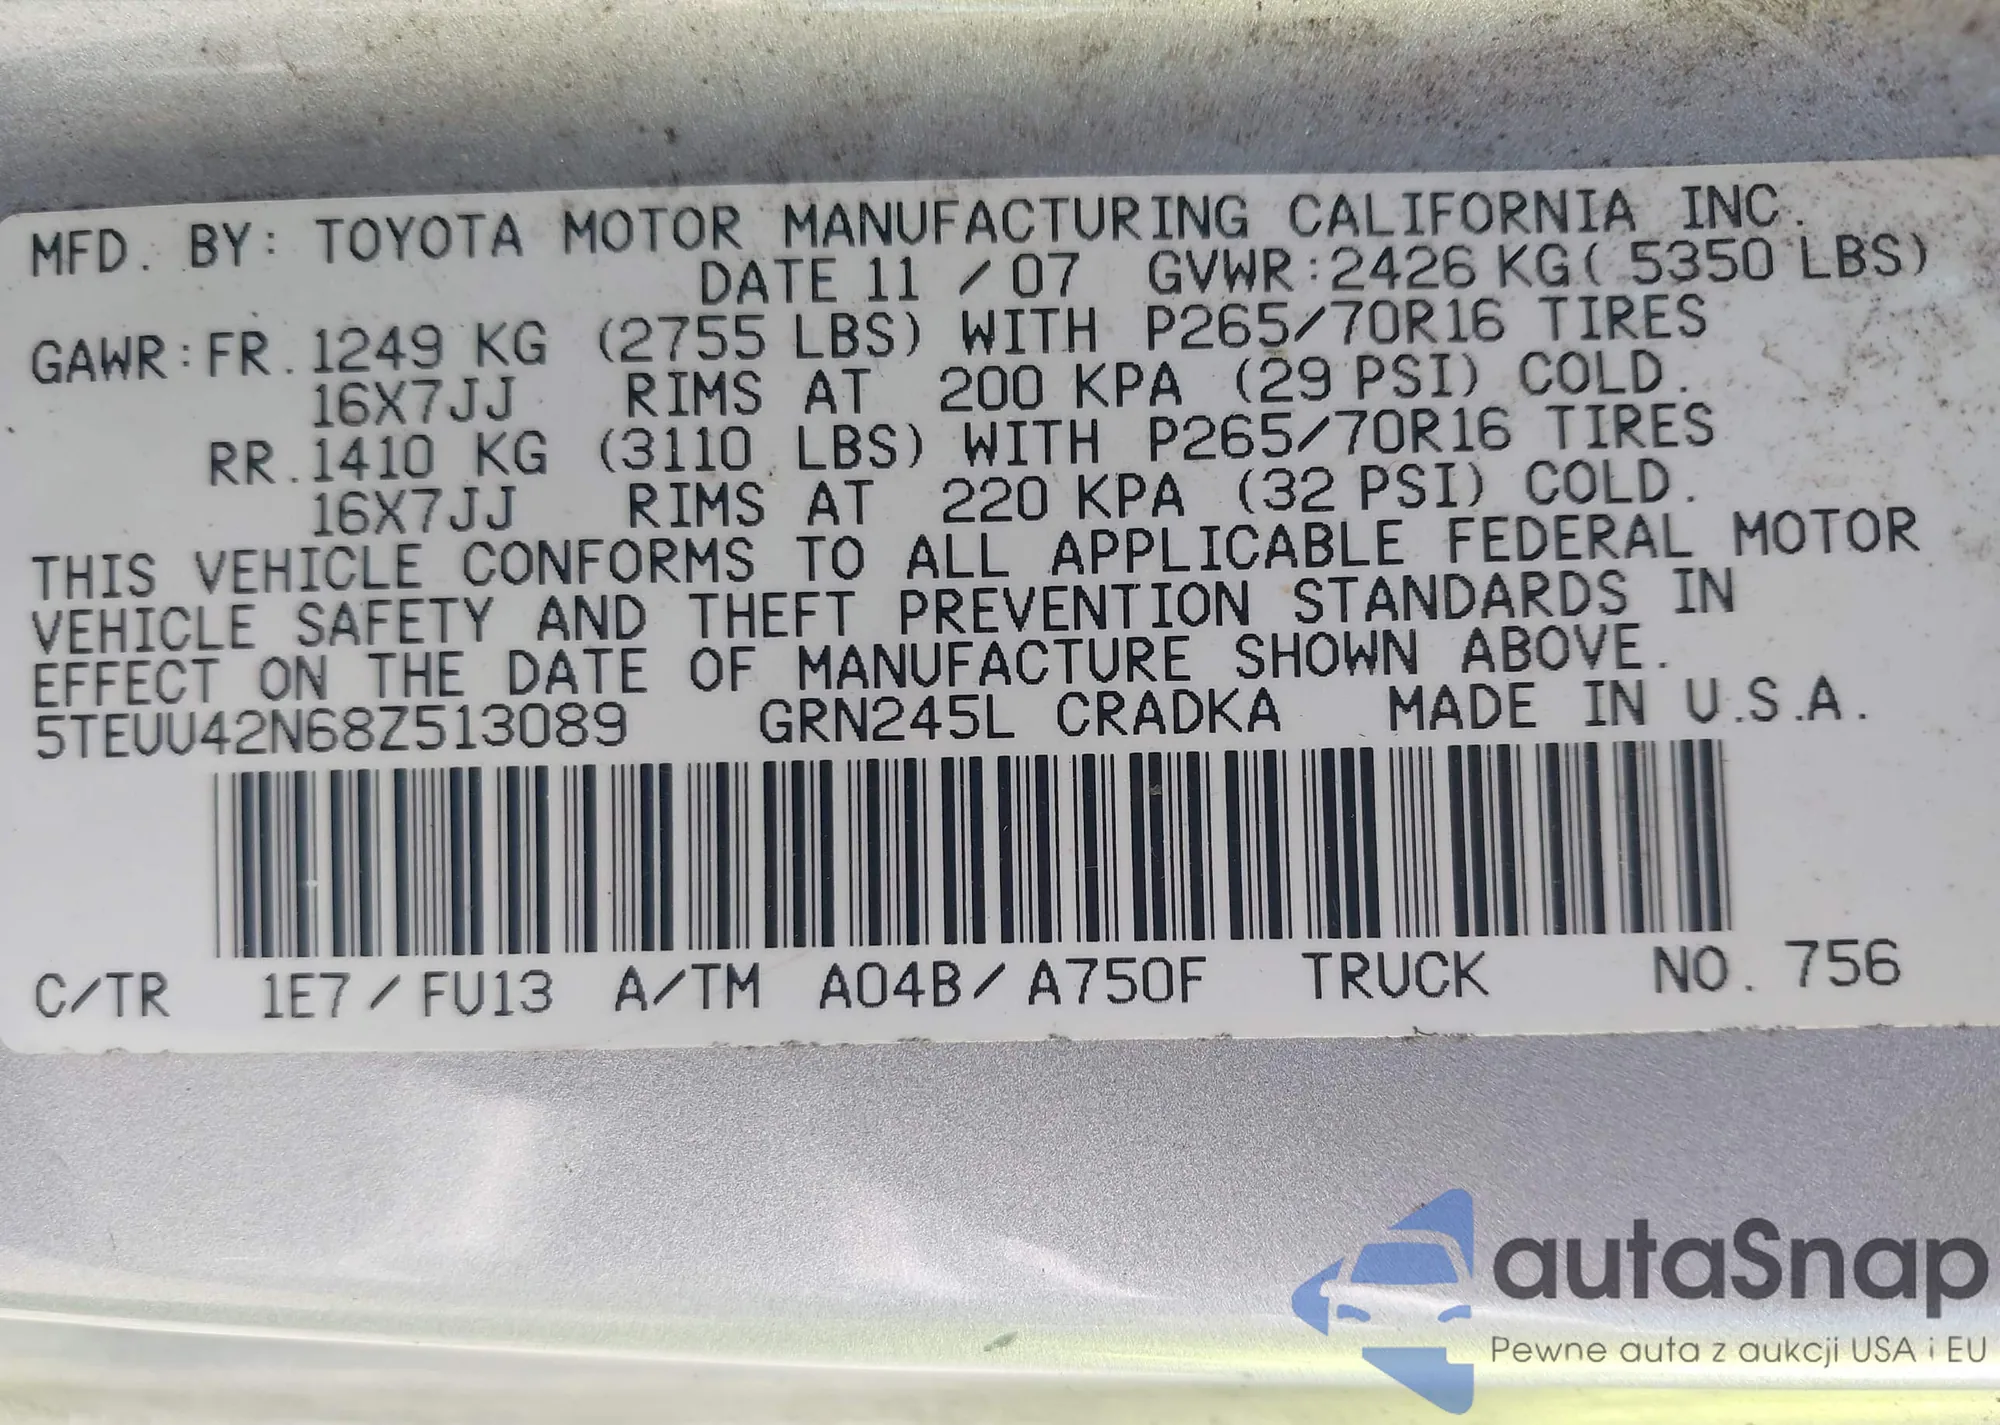 MFD. BY: TOYOTA MOTOR MANUFACTURING CALIFORNIA INC.
DATE 11 / 07 GVWR:2426 KG( 5350 LBS)
GAWR:FR.1249 KG (2755 LBS) WITH P265/70R16 TIRES
16X7JJ RIMS AT 200 KPA (29 PSI) COLD.
RR.1410 KG (3110 LBS) WITH P265/70R16 TIRES
16X7JJ RIMS AT 220 KPA (32 PSI) COLD.
THIS VEHICLE CONFORMS TO ALL APPLICABLE FEDERAL MOTOR
VEHICLE SAFETY AND THEFT PREVENTION STANDARDS IN
EFFECT ON THE DATE OF MANUFACTURE SHOWN ABOVE.
5TEUU42N68Z513089 GRN245L CRADKA MADE IN U.S.A.
C/TR 1E7/FU13 A/TM A04B/A750F TRUCK NO. 756
autaSnap
Pewne auta z aukcji USA i EU